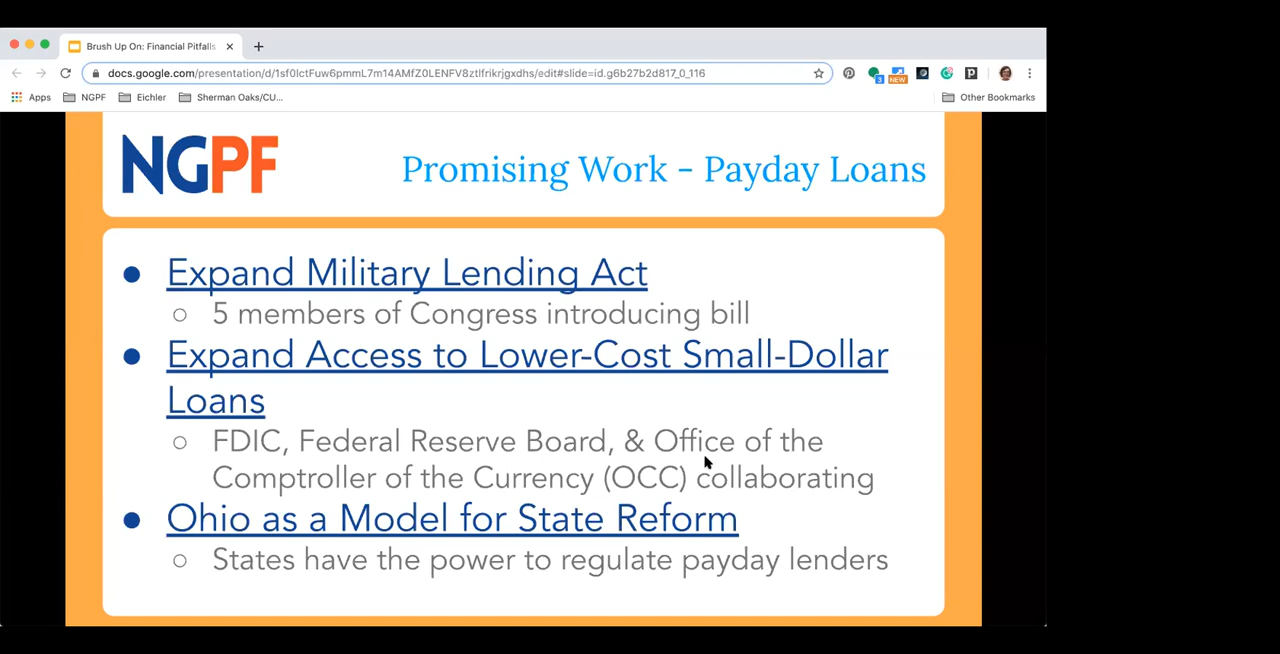 Brush Up On: Financial Pitfalls
docs.google.com/presentation/d/1sf0lctFuw6pmmL7m14AMfZ0LENFV8ztlfrikrjgxdhs/edit#slide=id.g6b27b2d817_0_116
3
NEW
Apps NGPF Eichler Sherman Oaks/CU... Other Bookmarks
NGPF
Promising Work - Payday Loans
● Expand Military Lending Act
○ 5 members of Congress introducing bill
● Expand Access to Lower-Cost Small-Dollar
Loans
○ FDIC, Federal Reserve Board, & Office of the
Comptroller of the Currency (OCC) collaborating
● Ohio as a Model for State Reform
○ States have the power to regulate payday lenders